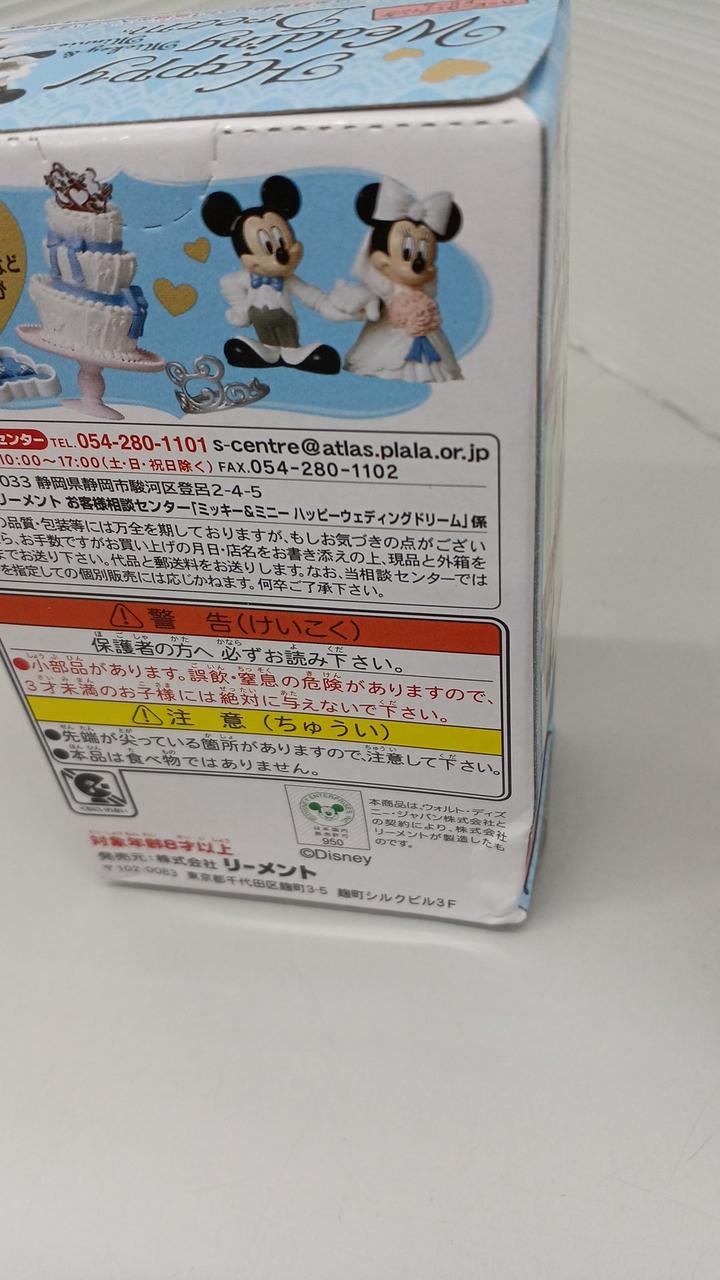 Happy
Wedding
Dream
Mickey &
Minnie
など
センター TEL.054-280-1101 s-centre@atlas.plala.or.jp
10:00~17:00(土・日・祝日除く) FAX.054-280-1102
033 静岡県静岡市駿河区登呂2-4-5
リーメント お客様相談センター「ミッキー&ミニー ハッピーウェディングドリーム」係
の品質・包装等には万全を期しておりますが、もしお気づきの点がござい
ら、お手数ですがお買い上げの月日・店名をお書き添えの上、現品と外箱を
までお送り下さい。代品と郵送料をお送りします。なお、当相談センターでは
を指定しての個別販売には応じかねます。何卒ご了承下さい。
警 告(けいこく)
保護者の方へ 必ずお読み下さい。
●小部品があります。誤飲・窒息の危険がありますので、
3才未満のお子様には絶対に与えないで下さい。
注 意(ちゅうい)
●先端が尖っている箇所がありますので、注意して下さい。
●本品は食べ物ではありません。
くちにいれない
対象年齢8才以上
発売元:株式会社 リーメント
〒102-0083 東京都千代田区麹町3-5 麹町シルクビル3F
日本国内
950
©Disney
本商品は、ウォルト・ディズ
ニー・ジャパン株式会社と
の契約により、株式会社
リーメントが製造したも
のです。